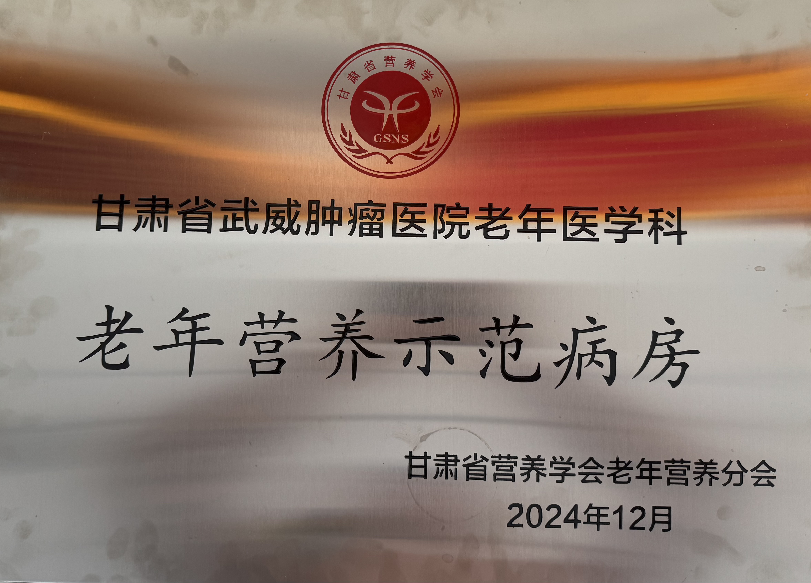 甘肃省营养学会
GSNS
甘肃省武威肿瘤医院老年医学科
老年营养示范病房
甘肃省营养学会老年营养分会
2024年12月